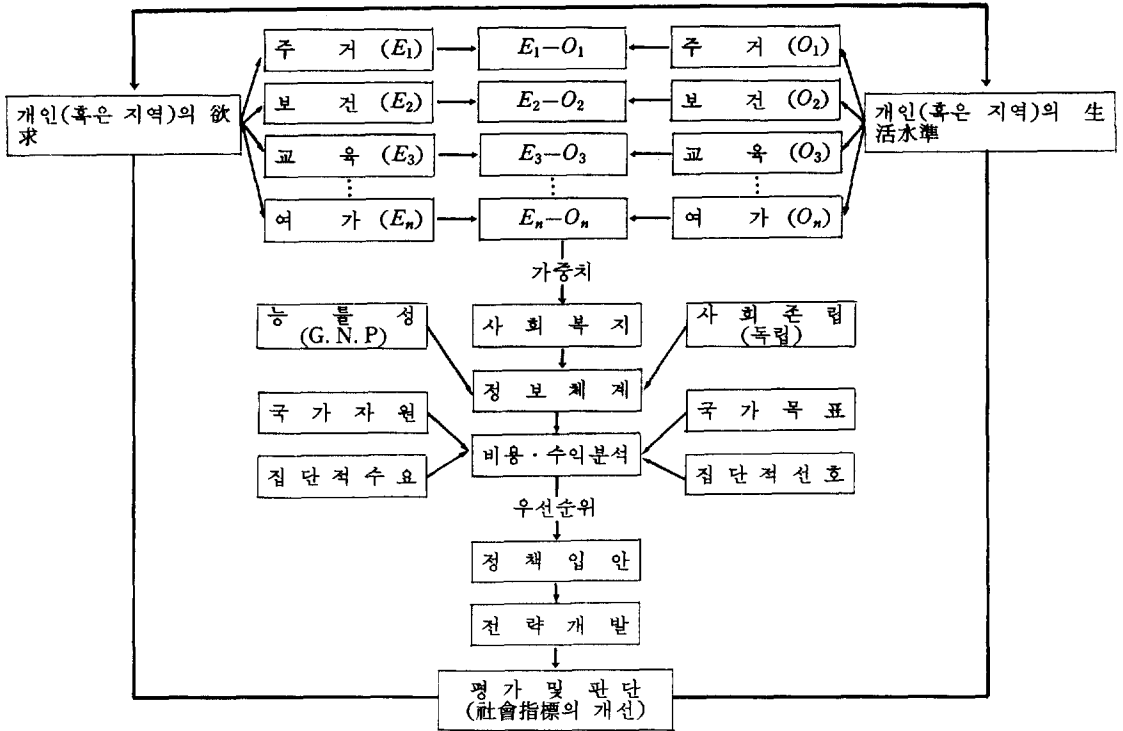 주 거 (E₁)
E₁−O₁
주 거 (O₁)
개인(혹은 지역)의 欲
求
보 건 (E₂)
E₂−O₂
보 건 (O₂)
개인(혹은 지역)의 生
活水準
교 육 (E₃)
E₃−O₃
교 육 (O₃)
여 가 (Eₙ)
Eₙ−Oₙ
여 가 (Oₙ)
가중치
능 률 성
(G. N. P)
사 회 복 지
사 회 존 립
(독립)
정 보 체 계
국 가 자 원
국 가 목 표
비용·수익분석
집 단 적 수 요
집 단 적 선 호
우선순위
정 책 입 안
전 략 개 발
평 가 및 판 단
(社會指標의 개선)